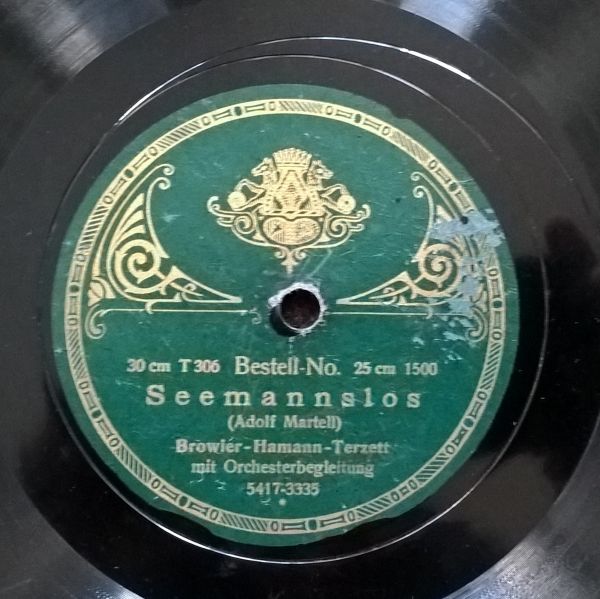 30 cm T 306 Bestell-No. 25 cm 1500
Seemannslos
(Adolf Martell)
Browier-Hamann-Terzett
mit Orchesterbegleitung
5417-3335